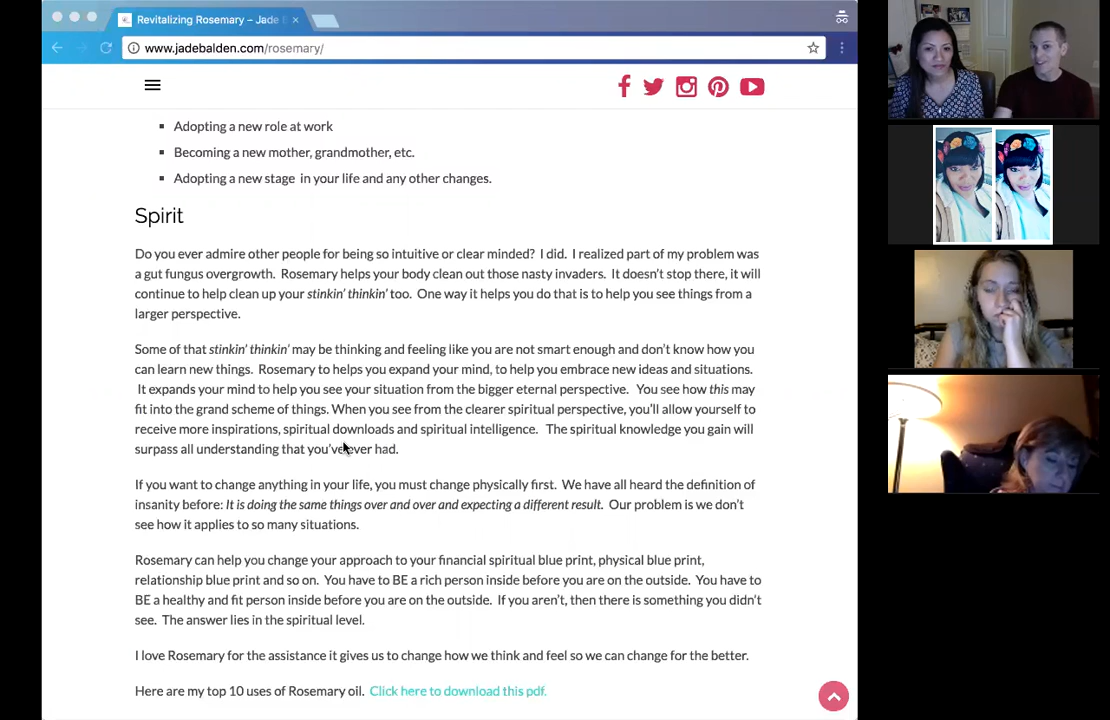 Revitalizing Rosemary – Jade B
www.jadebalden.com/rosemary/
Adopting a new role at work
Becoming a new mother, grandmother, etc.
Adopting a new stage in your life and any other changes.
Spirit
Do you ever admire other people for being so intuitive or clear minded? I did. I realized part of my problem was
a gut fungus overgrowth. Rosemary helps your body clean out those nasty invaders. It doesn't stop there, it will
continue to help clean up your stinkin' thinkin' too. One way it helps you do that is to help you see things from a
larger perspective.
Some of that stinkin' thinkin' may be thinking and feeling like you are not smart enough and don't know how you
can learn new things. Rosemary to helps you expand your mind, to help you embrace new ideas and situations.
It expands your mind to help you see your situation from the bigger eternal perspective. You see how this may
fit into the grand scheme of things. When you see from the clearer spiritual perspective, you'll allow yourself to
receive more inspirations, spiritual downloads and spiritual intelligence. The spiritual knowledge you gain will
surpass all understanding that you've ever had.
If you want to change anything in your life, you must change physically first. We have all heard the definition of
insanity before: It is doing the same things over and over and expecting a different result. Our problem is we don't
see how it applies to so many situations.
Rosemary can help you change your approach to your financial spiritual blue print, physical blue print,
relationship blue print and so on. You have to BE a rich person inside before you are on the outside. You have to
BE a healthy and fit person inside before you are on the outside. If you aren't, then there is something you didn't
see. The answer lies in the spiritual level.
I love Rosemary for the assistance it gives us to change how we think and feel so we can change for the better.
Here are my top 10 uses of Rosemary oil. Click here to download this pdf.